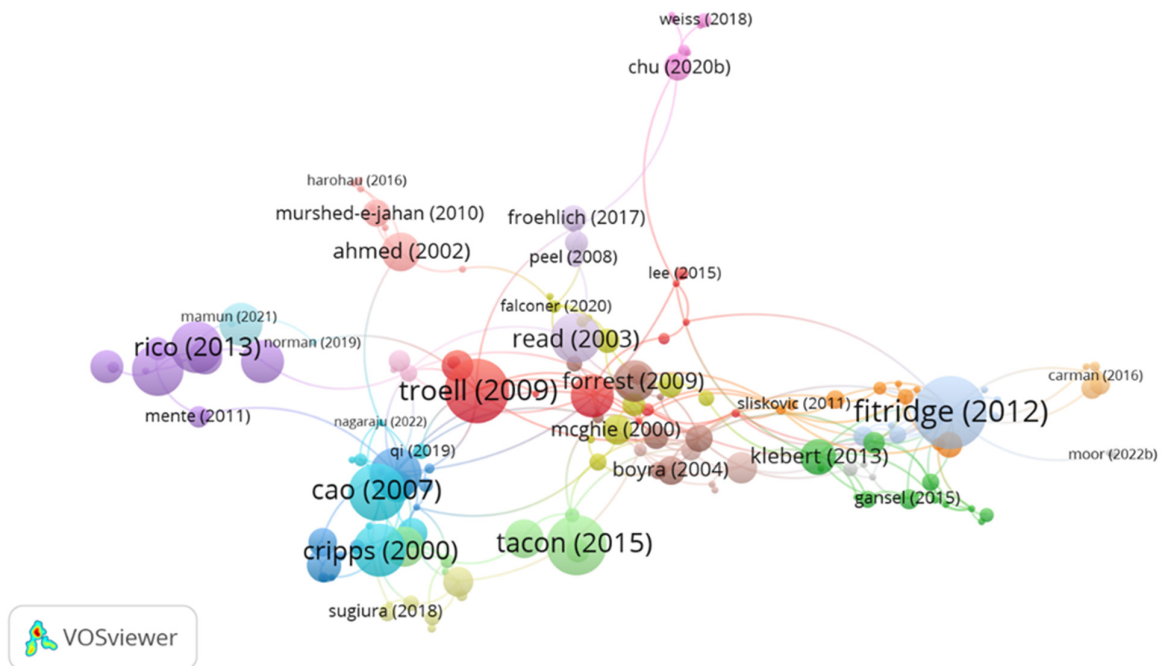 weiss (2018)
chu (2020b)
harohau (2016)
murshed-e-jahan (2010)
froehlich (2017)
ahmed (2002)
peel (2008)
lee (2015)
falconer (2020)
mamun (2021)
read (2003)
norman (2019)
rico (2013)
carman (2016)
forrest (2009)
troell (2009)
sliskovic (2011)
fitridge (2012)
mente (2011)
nagaraju (2022)
mcghie (2000)
qi (2019)
klebert (2013)
moor (2022b)
boyra (2004)
cao (2007)
gansel (2015)
tacon (2015)
cripps (2000)
sugiura (2018)
VOSviewer